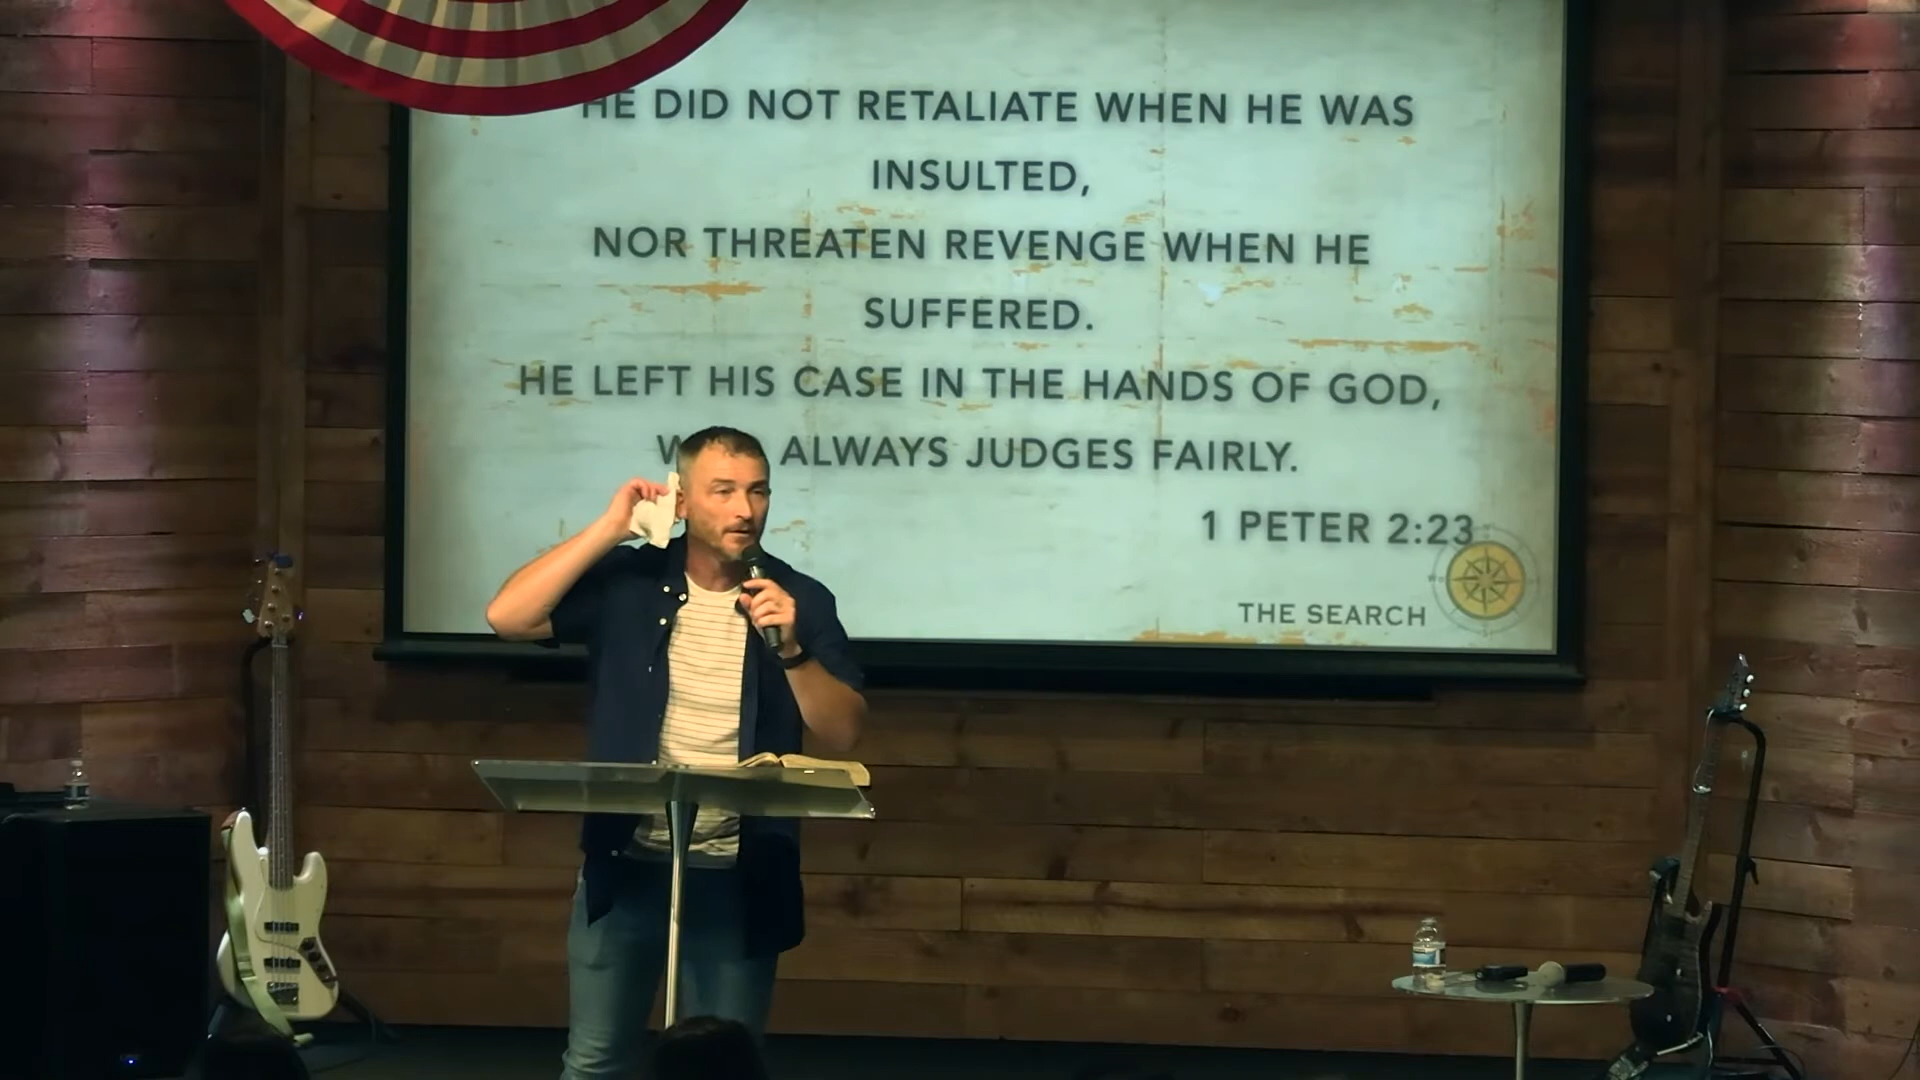 HE DID NOT RETALIATE WHEN HE WAS
INSULTED,
NOR THREATEN REVENGE WHEN HE
SUFFERED.
HE LEFT HIS CASE IN THE HANDS OF GOD,
ALWAYS JUDGES FAIRLY.
1 PETER 2:23
THE SEARCH